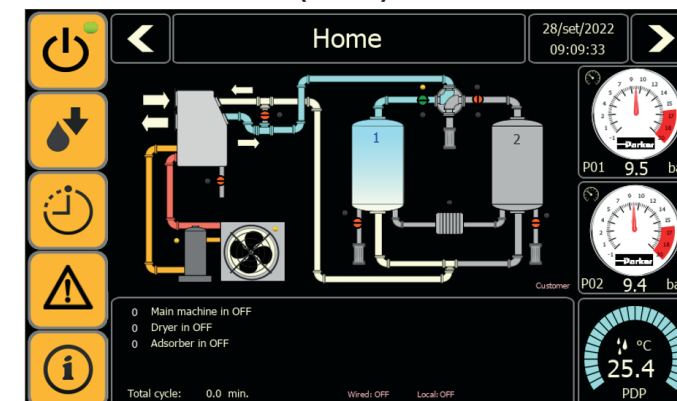 Home
28/set/2022
09:09:33
1
2
Parker
P01 9.5 ba
Parker
P02 9.4 ba
Customer
0 Main machine in OFF
0 Dryer in OFF
0 Adsorber in OFF
Total cycle: 0.0 min.
Wired: OFF Local: OFF
°C
25.4
PDP